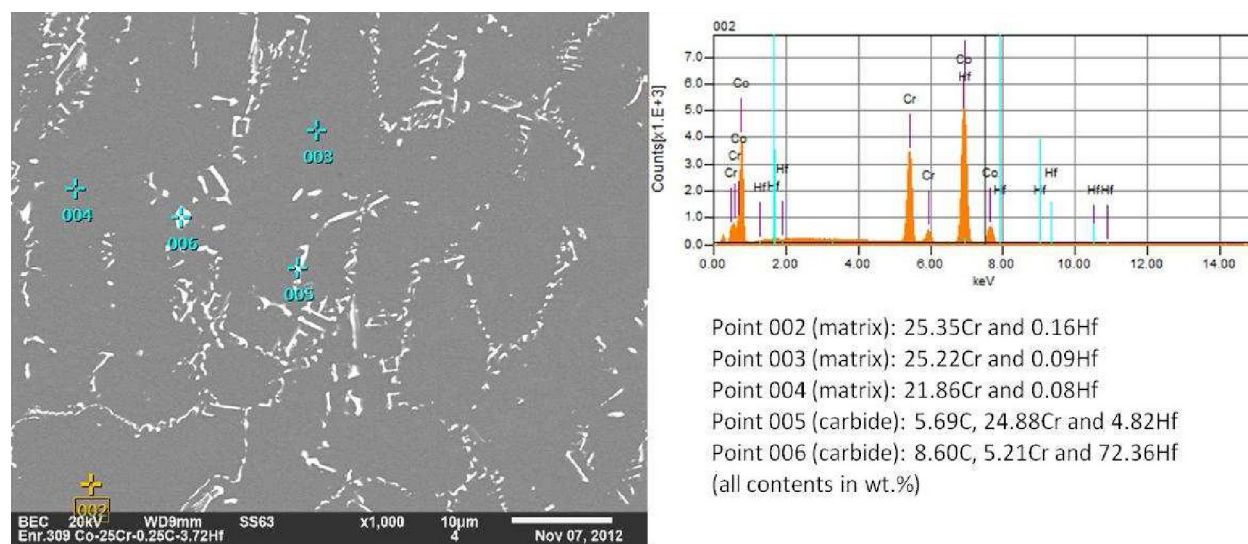 003
004
006
005
002
BEC 20kV WD9mm SS63 x1,000 10µm
Enr.309 Co-25Cr-0.25C-3.72Hf 4 Nov 07, 2012
002
Counts[x1.E+3]
7.0
6.0
5.0
4.0
3.0
2.0
1.0
0.0
Co
Co
Cr
Cr
Hf
Hf
Hf
Cr
Cr
Co
Hf
Co
Hf
Hf
Hf
Hf
Hf
0.00 2.00 4.00 6.00 8.00 10.00 12.00 14.00
keV
Point 002 (matrix): 25.35Cr and 0.16Hf
Point 003 (matrix): 25.22Cr and 0.09Hf
Point 004 (matrix): 21.86Cr and 0.08Hf
Point 005 (carbide): 5.69C, 24.88Cr and 4.82Hf
Point 006 (carbide): 8.60C, 5.21Cr and 72.36Hf
(all contents in wt.%)